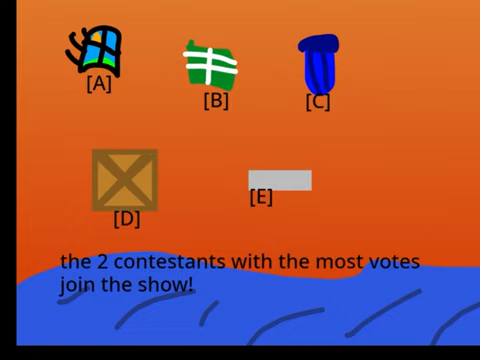 [A]
[B]
[C]
[D]
[E]
the 2 contestants with the most votes
join the show!